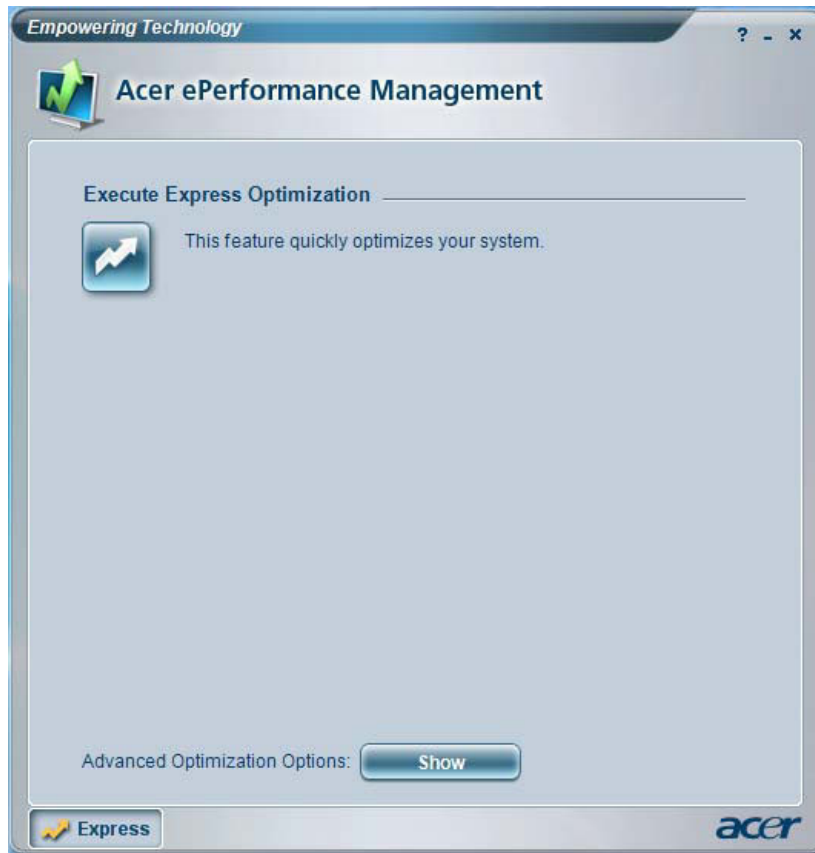 Empowering Technology
? - x
Acer ePerformance Management
Execute Express Optimization
This feature quickly optimizes your system.
Advanced Optimization Options: Show
Express
acer